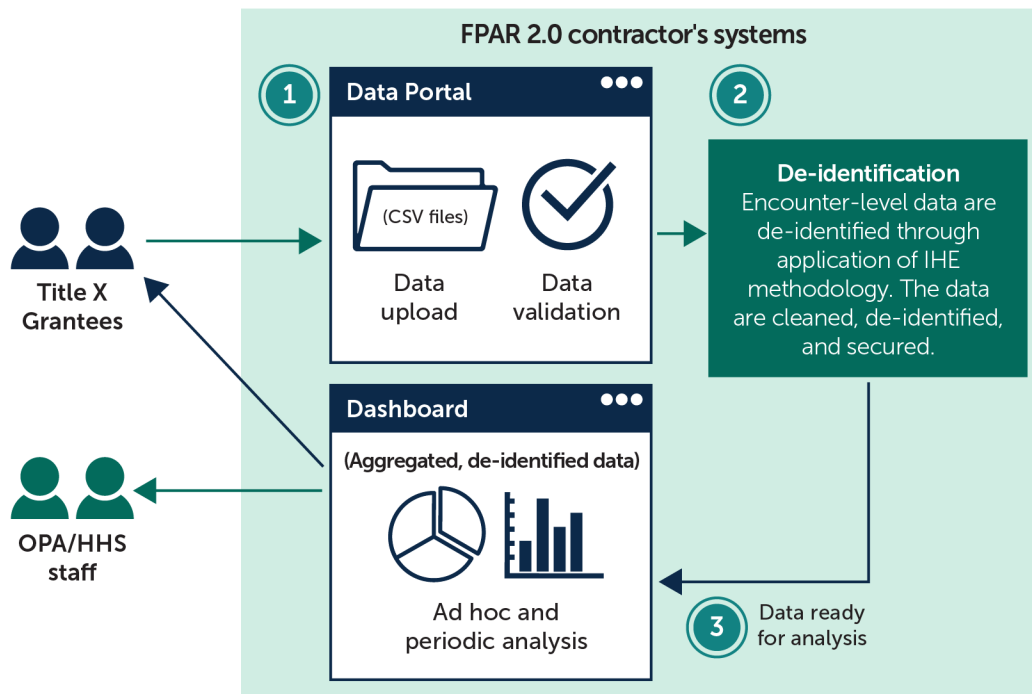 FPAR 2.0 contractor's systems
1
Data Portal
(CSV files)
Data
upload
Data
validation
2
De-identification
Encounter-level data are
de-identified through
application of IHE
methodology. The data
are cleaned, de-identified,
and secured.
Title X
Grantees
Dashboard
(Aggregated, de-identified data)
Ad hoc and
periodic analysis
OPA/HHS
staff
3
Data ready
for analysis